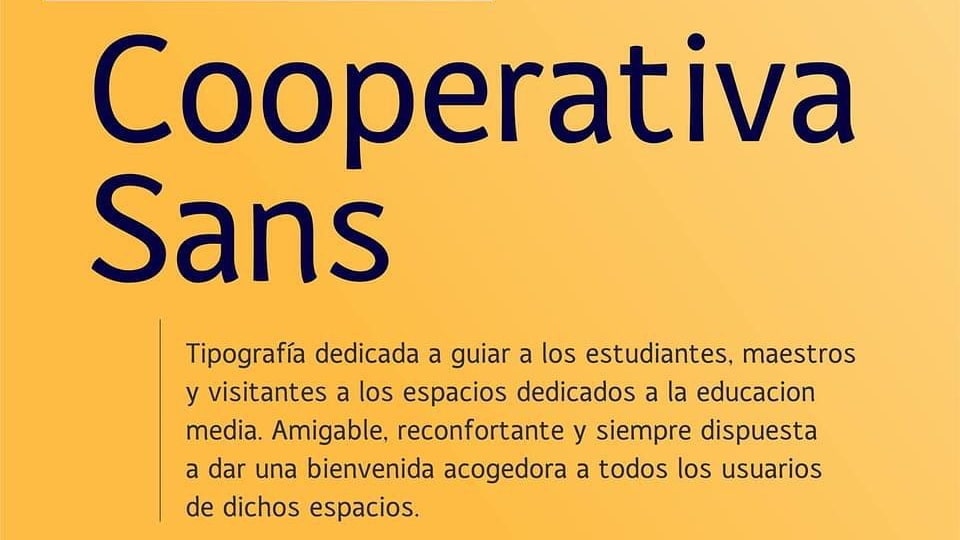 Cooperativa
Sans
Tipografía dedicada a guiar a los estudiantes, maestros
y visitantes a los espacios dedicados a la educacion
media. Amigable, reconfortante y siempre dispuesta
a dar una bienvenida acogedora a todos los usuarios
de dichos espacios.